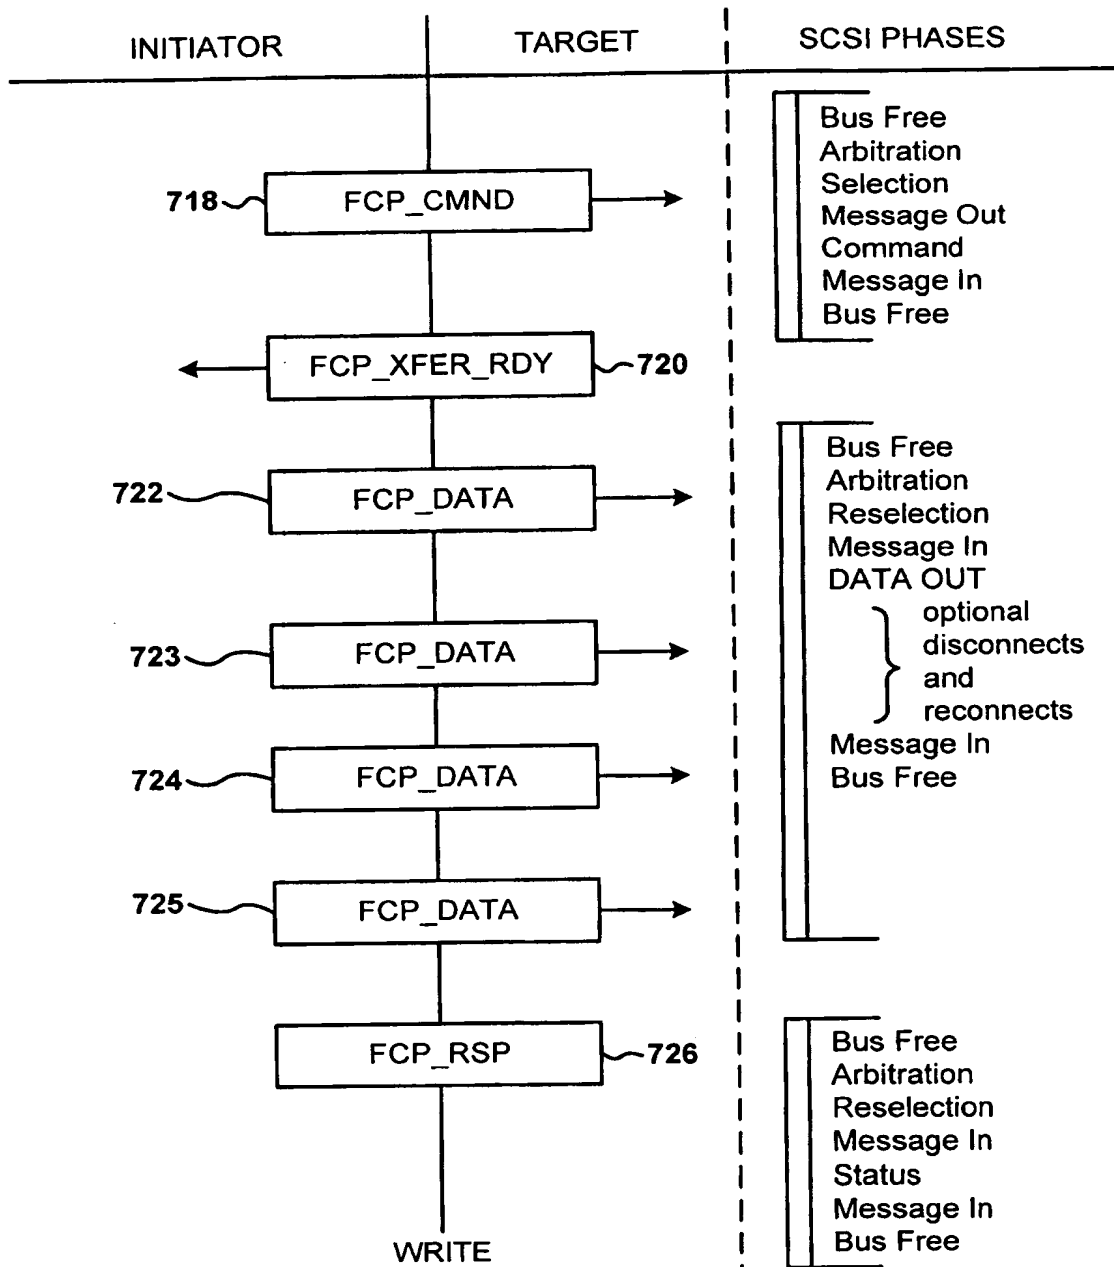 INITIATOR
TARGET
SCSI PHASES
718
FCP_CMND
Bus Free
Arbitration
Selection
Message Out
Command
Message In
Bus Free
FCP_XFER_RDY
720
722
FCP_DATA
723
FCP_DATA
724
FCP_DATA
725
FCP_DATA
Bus Free
Arbitration
Reselection
Message In
DATA OUT
optional
disconnects
and
reconnects
Message In
Bus Free
FCP_RSP
726
Bus Free
Arbitration
Reselection
Message In
Status
Message In
Bus Free
WRITE